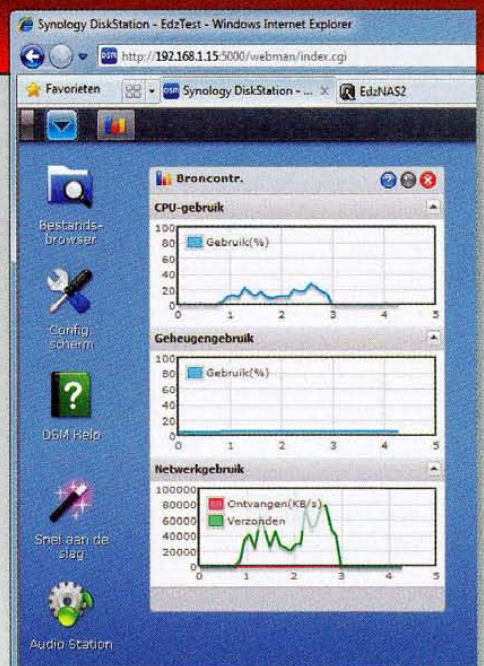 Synology DiskStation - EdzTest - Windows Internet Explorer
DSM http://192.168.1.15:5000/webman/index.cgi
Favorieten DSM Synology DiskStation - ... x EdzNAS2
Bestands-
browser
Config.
scherm
DSM Help
Snel aan de
slag
Audio Station
Broncontr.
CPU-gebruik
100
80
60
40
20
0
Gebruik(%)
0 1 2 3 4 5
Geheugengebruik
100
80
60
40
20
0
Gebruik(%)
0 1 2 3 4 5
Netwerkgebruik
100000
80000
60000
40000
20000
0
Ontvangen(KB/s)
Verzonden
0 1 2 3 4 5